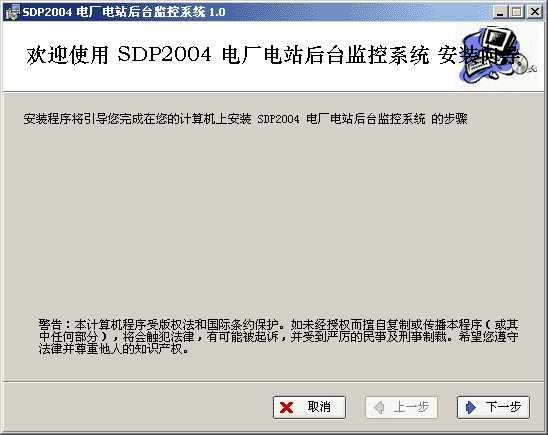 SDP2004 电厂电站后台监控系统 1.0
欢迎使用 SDP2004 电厂电站后台监控系统 安装向导
安装程序将引导您完成在您的计算机上安装 SDP2004 电厂电站后台监控系统 的步骤
警告：本计算机程序受版权法和国际条约保护。如未经授权而擅自复制或传播本程序（或其
中任何部分），将会触犯法律，有可能被起诉，并受到严厉的民事及刑事制裁。希望您遵守
法律并尊重他人的知识产权。
取消
上一步
下一步